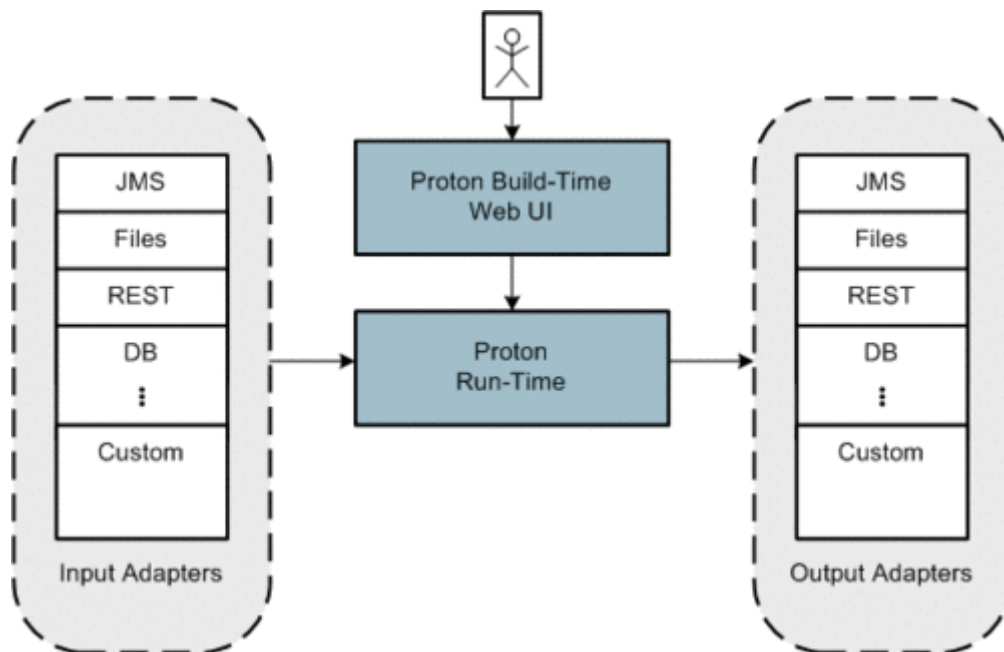 JMS
Files
REST
DB
Custom
Input Adapters
Proton Build-Time
Web UI
Proton
Run-Time
JMS
Files
REST
DB
Custom
Output Adapters